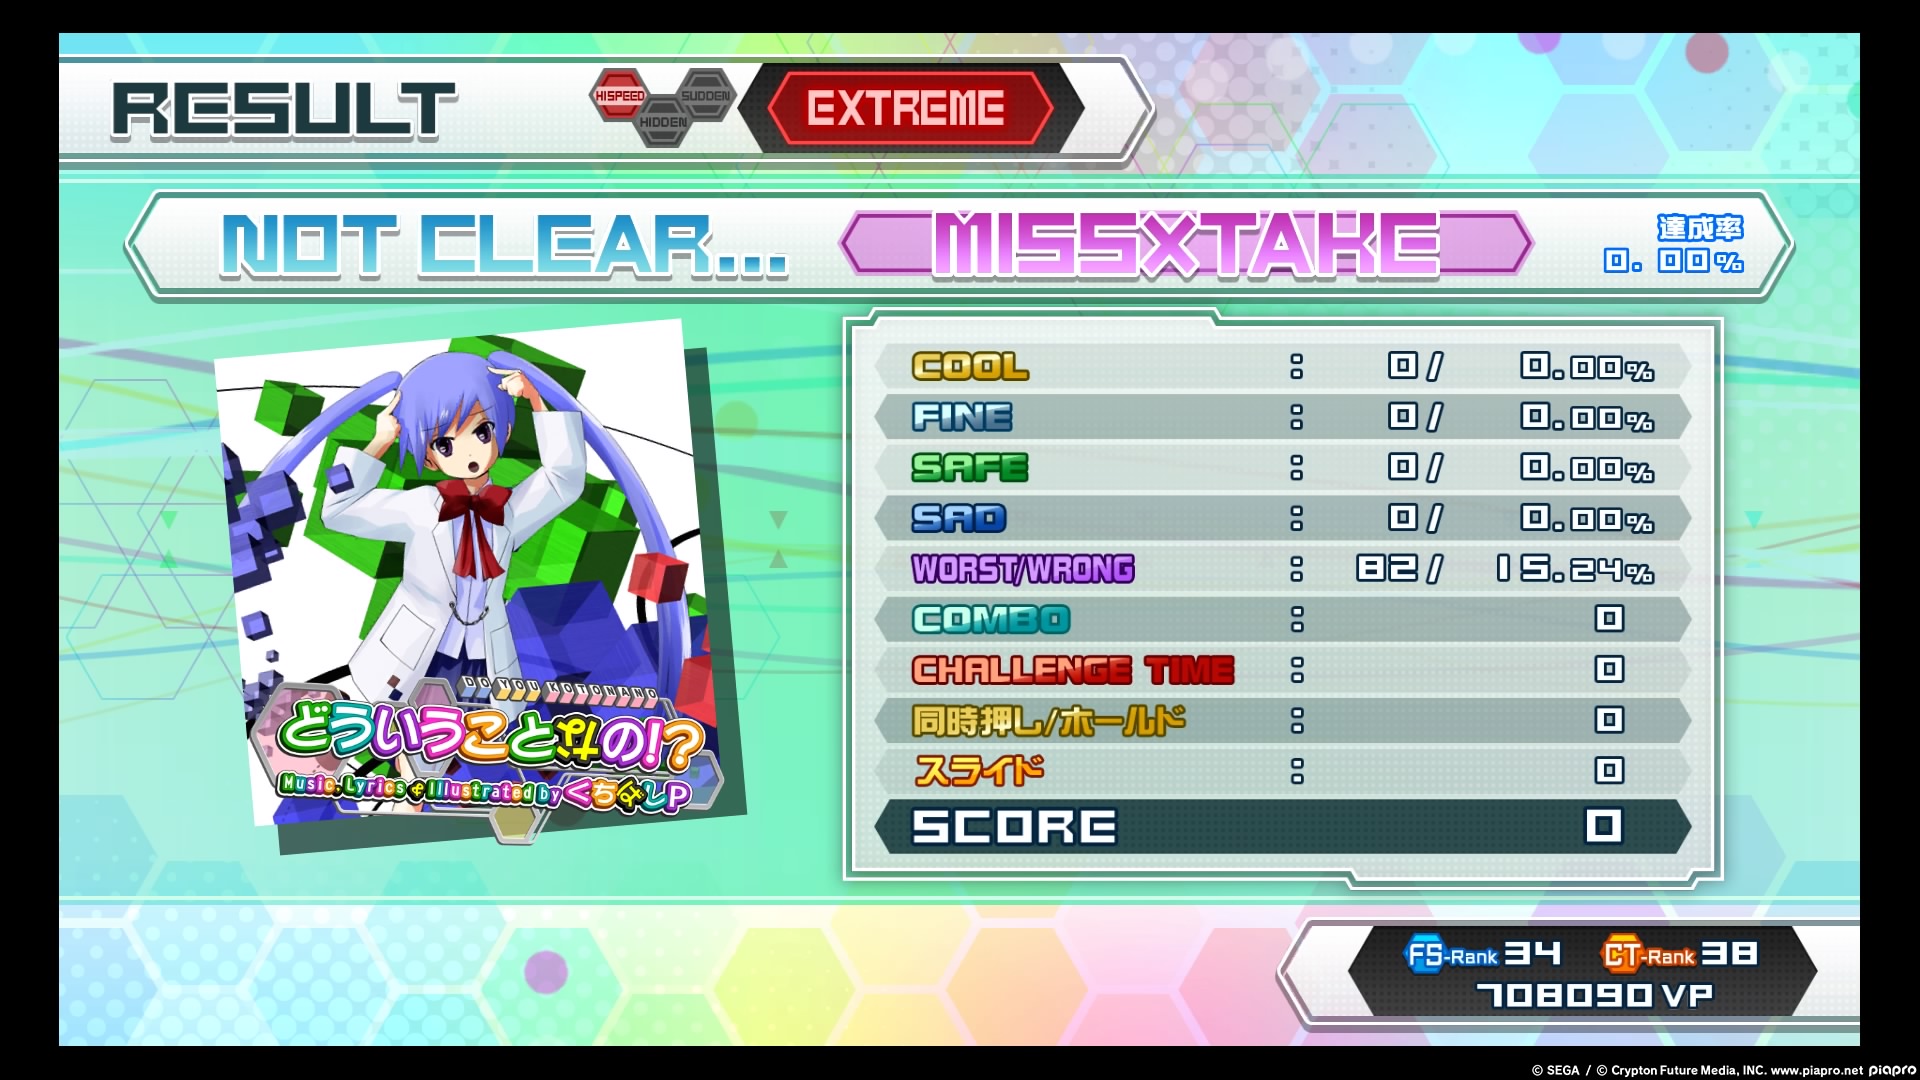 RESULT
HISPEED
HIDDEN
SUDDEN
EXTREME
NOT CLEAR...
MISS×TAKE
達成率
0.00%
COOL : 0/ 0.00%
FINE : 0/ 0.00%
SAFE : 0/ 0.00%
SAD : 0/ 0.00%
WORST/WRONG : 82/ 15.24%
COMBO : 0
CHALLENGE TIME : 0
同時押し/ホールド : 0
スライド : 0
SCORE 0
DO YOU KOTONANO
どういうことなの!?
Music, Lyrics & Illustrated by くちばしP
FS-Rank 34 CT-Rank 38
708090VP
© SEGA / © Crypton Future Media, INC. www.piapro.net piapro